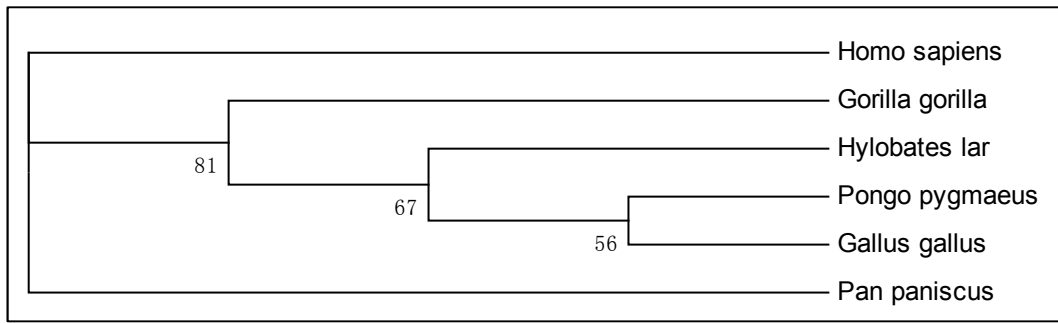 Homo sapiens
Gorilla gorilla
81
Hylobates lar
67
Pongo pygmaeus
56
Gallus gallus
Pan paniscus